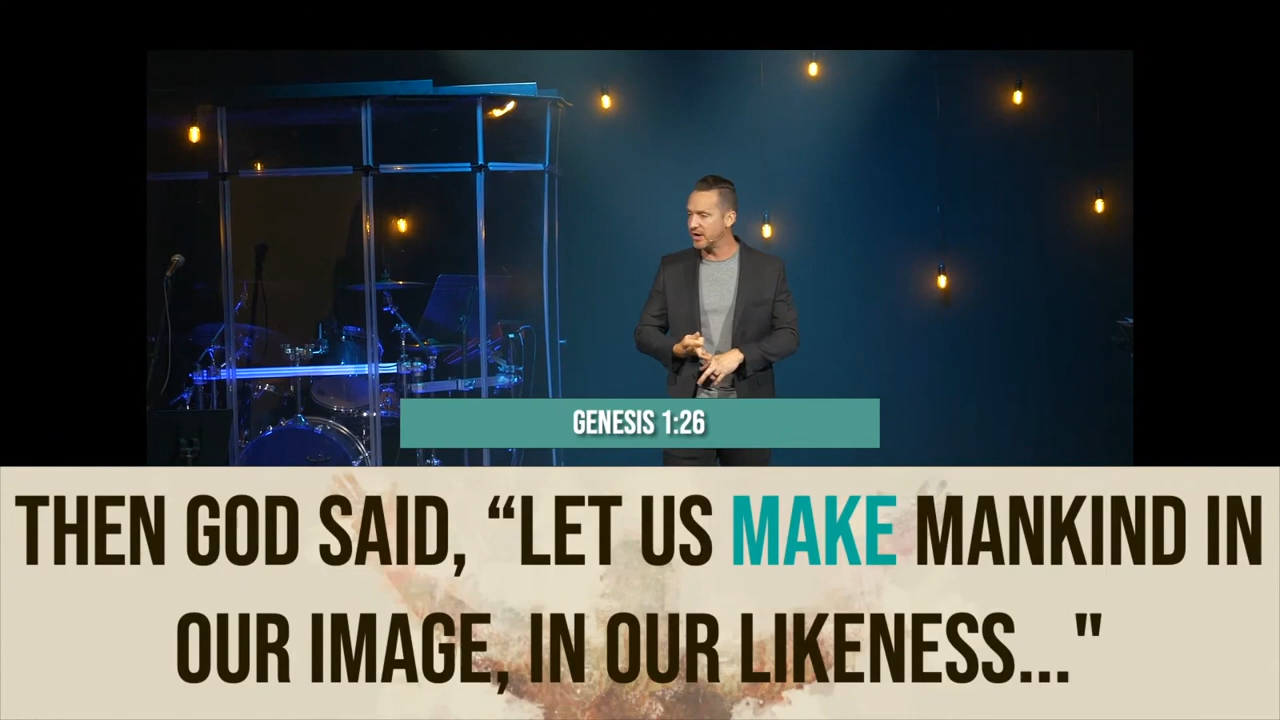 GENESIS 1:26
THEN GOD SAID, “LET US MAKE MANKIND IN
OUR IMAGE, IN OUR LIKENESS..."